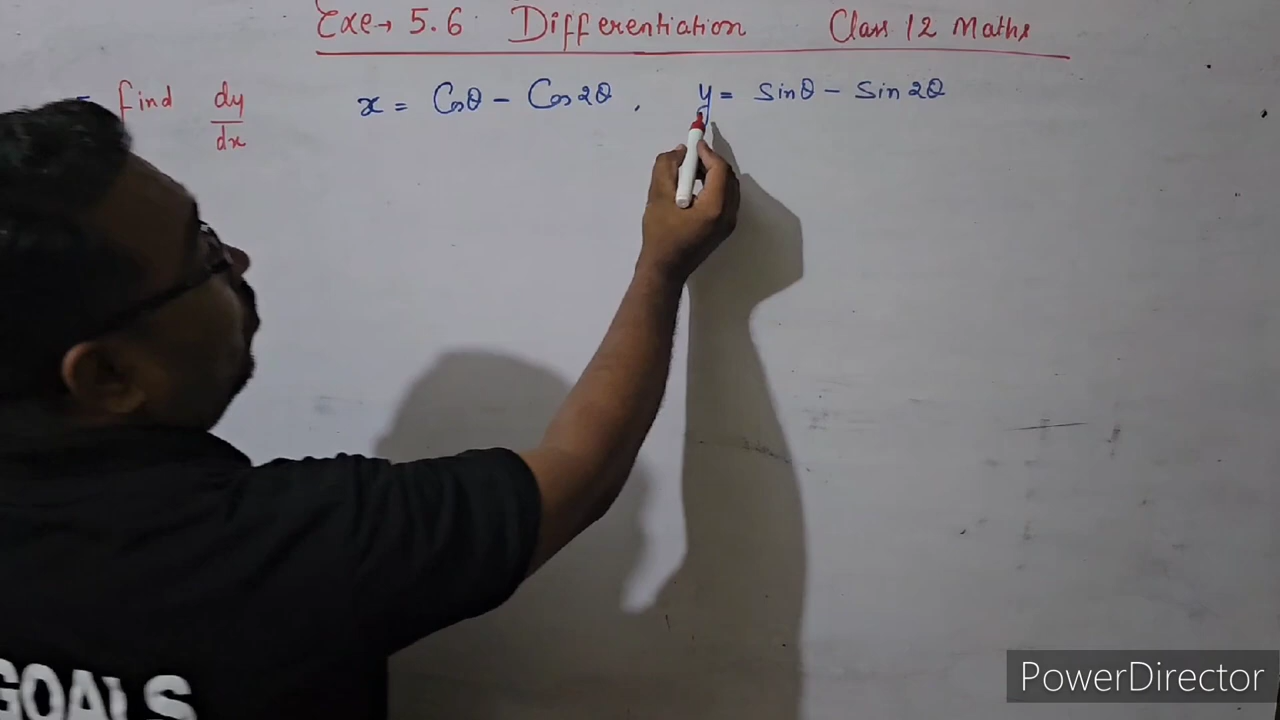 Exe→ 5.6 Differentiation Class 12 Maths
Find dy/dx x = Cosθ - Cos2θ , y = Sinθ - Sin2θ
GOALS
PowerDirector